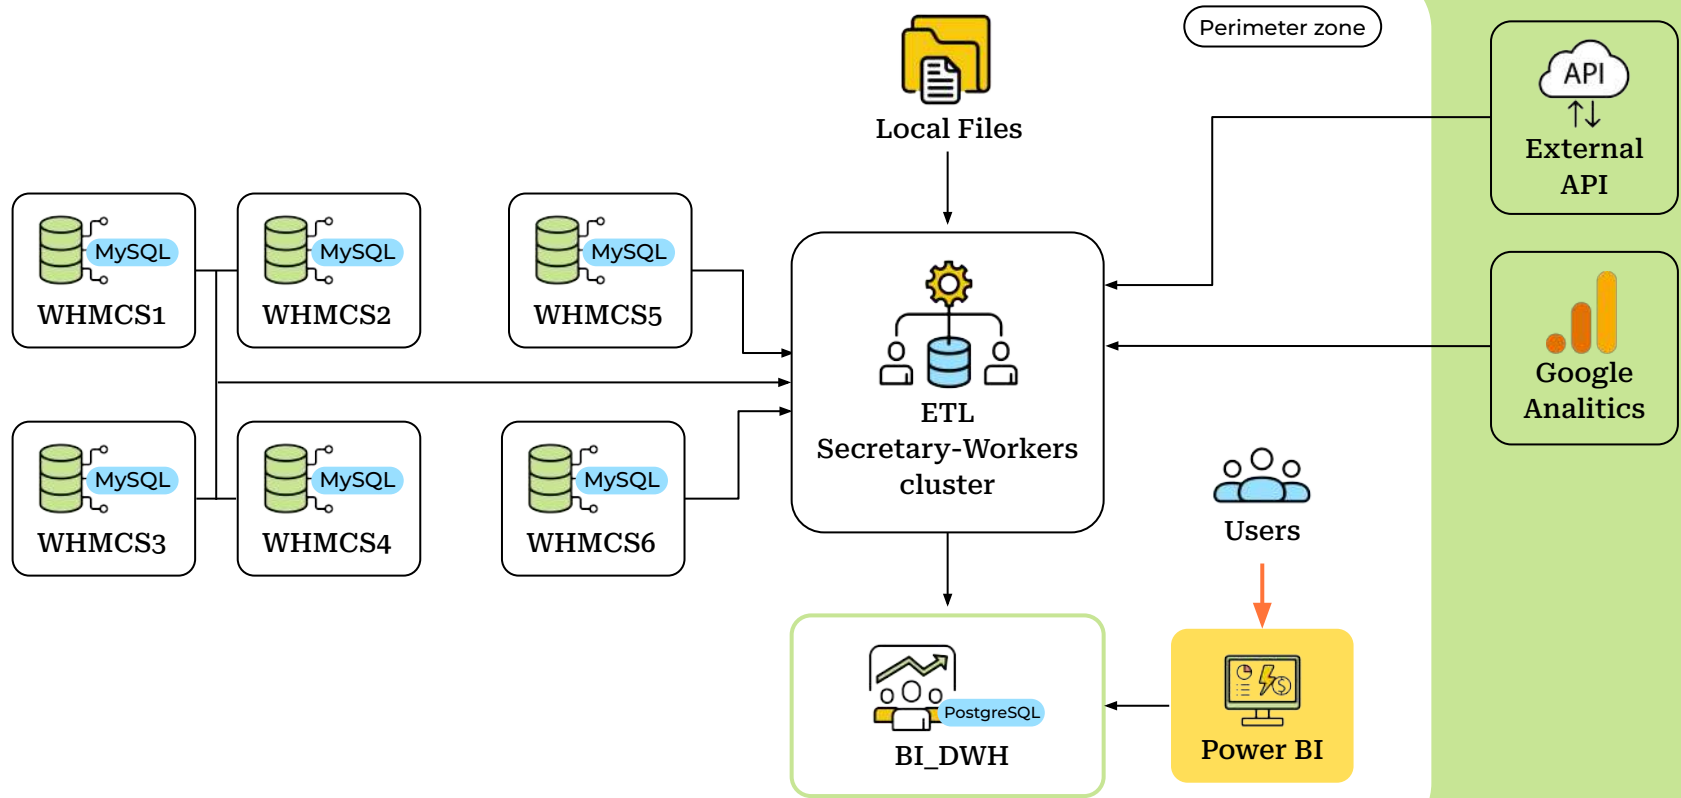 Perimeter zone
Local Files
API
External
API
MySQL
WHMCS1
MySQL
WHMCS2
MySQL
WHMCS5
Google
Analitics
ETL
Secretary-Workers
cluster
MySQL
WHMCS3
MySQL
WHMCS4
MySQL
WHMCS6
Users
PostgreSQL
BI_DWH
Power BI